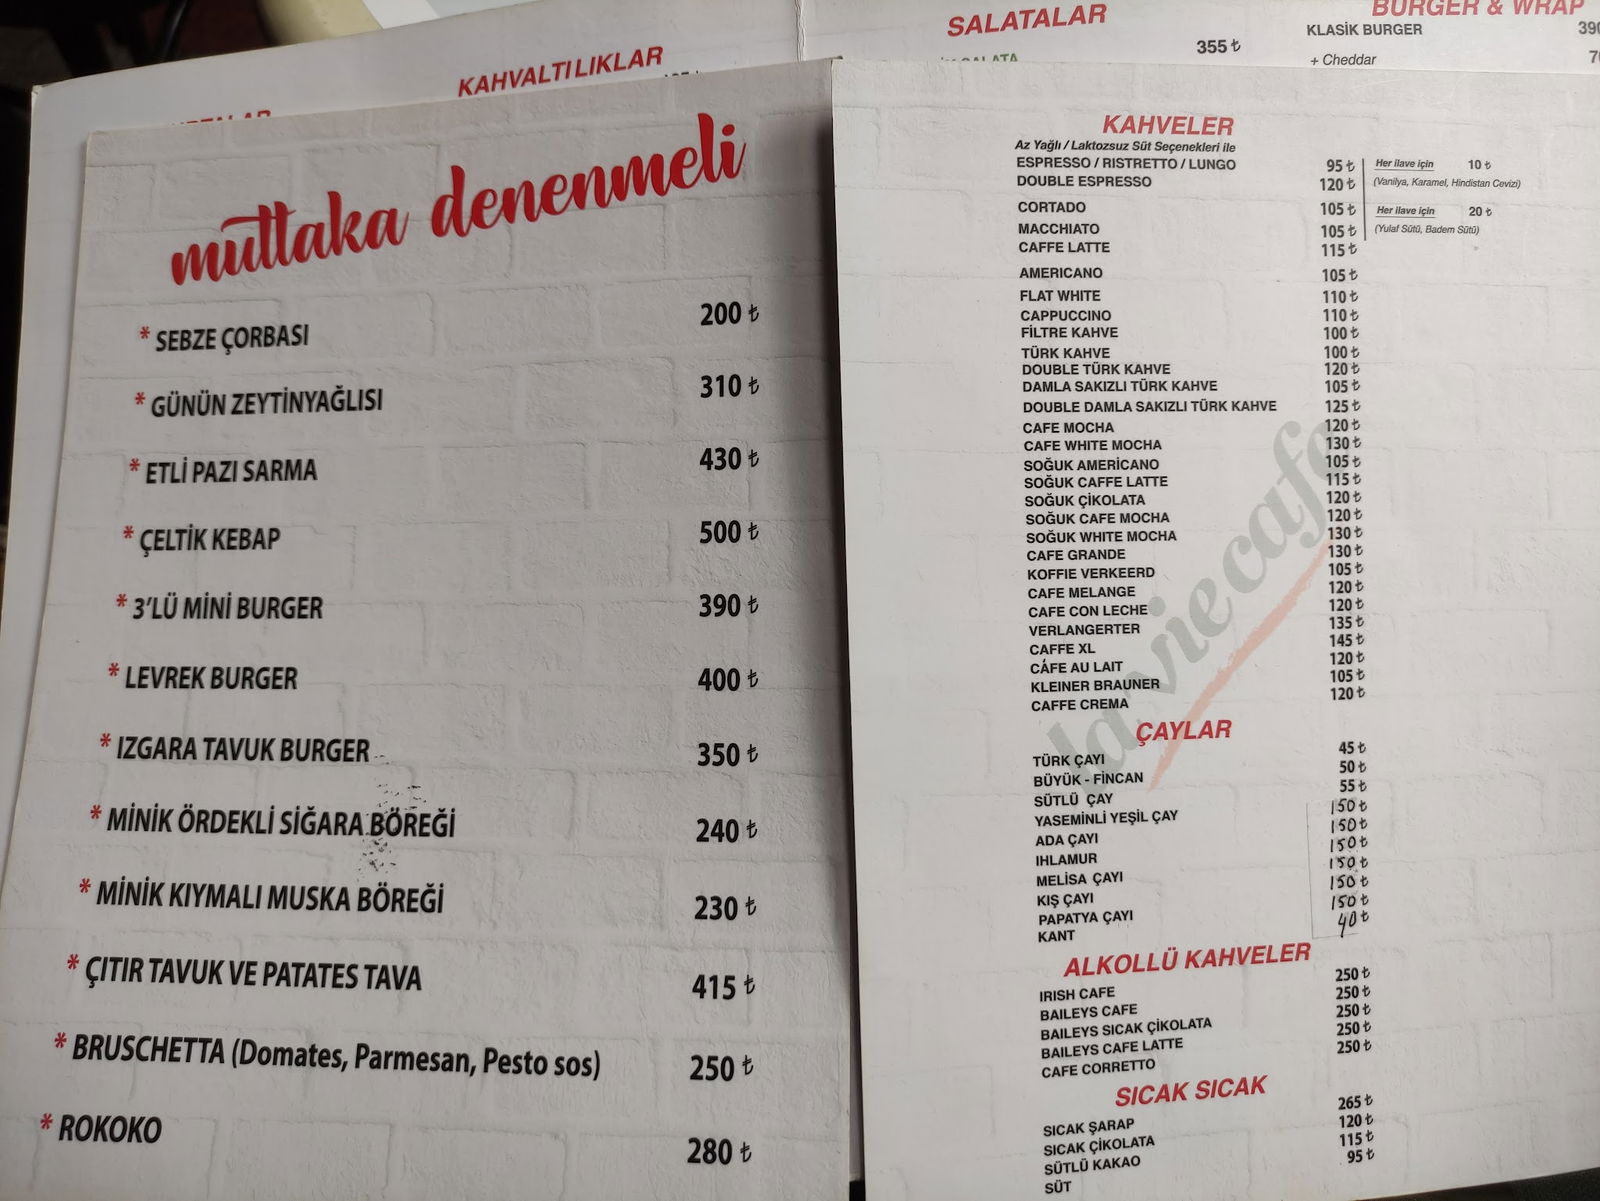 SALATALAR
BURGER & WRAP
355 ₺
KLASİK BURGER
+ Cheddar
KAHVALTILIKLAR
mutlaka denenmeli
* SEBZE ÇORBASI 200 ₺
* GÜNÜN ZEYTİNYAĞLISI 310 ₺
* ETLİ PAZI SARMA 430 ₺
* ÇELTİK KEBAP 500 ₺
* 3'LÜ MİNİ BURGER 390 ₺
* LEVREK BURGER 400 ₺
* IZGARA TAVUK BURGER 350 ₺
* MİNİK ÖRDEKLİ SİĞARA BÖREĞİ 240 ₺
* MİNİK KIYMALI MUSKA BÖREĞİ 230 ₺
* ÇITIR TAVUK VE PATATES TAVA 415 ₺
* BRUSCHETTA (Domates, Parmesan, Pesto sos) 250 ₺
* ROKOKO 280 ₺
KAHVELER
Az Yağlı / Laktozsuz Süt Seçenekleri ile
ESPRESSO / RISTRETTO / LUNGO 95 ₺
DOUBLE ESPRESSO 120 ₺
Her ilave için 10 ₺
(Vanilya, Karamel, Hindistan Cevizi)
CORTADO 105 ₺
MACCHIATO 105 ₺
CAFFE LATTE 115 ₺
Her ilave için 20 ₺
(Yulaf Sütü, Badem Sütü)
AMERICANO 105 ₺
FLAT WHITE 110 ₺
CAPPUCCINO 110 ₺
FİLTRE KAHVE 100 ₺
TÜRK KAHVE 100 ₺
DOUBLE TÜRK KAHVE 120 ₺
DAMLA SAKIZLI TÜRK KAHVE 105 ₺
DOUBLE DAMLA SAKIZLI TÜRK KAHVE 125 ₺
CAFE MOCHA 120 ₺
CAFE WHITE MOCHA 130 ₺
SOĞUK AMERİCANO 105 ₺
SOĞUK CAFFE LATTE 115 ₺
SOĞUK ÇİKOLATA 120 ₺
SOĞUK CAFE MOCHA 120 ₺
SOĞUK WHITE MOCHA 130 ₺
CAFE GRANDE 130 ₺
KOFFIE VERKEERD 105 ₺
CAFE MELANGE 120 ₺
CAFE CON LECHE 120 ₺
VERLANGERTER 135 ₺
CAFFE XL 145 ₺
CÁFE AU LAIT 120 ₺
KLEINER BRAUNER 105 ₺
CAFFE CREMA 120 ₺
la vie cafe
ÇAYLAR
TÜRK ÇAYI 45 ₺
BÜYÜK - FİNCAN 50 ₺
SÜTLÜ ÇAY 55 ₺
YASEMİNLİ YEŞİL ÇAY 150 ₺
ADA ÇAYI 150 ₺
IHLAMUR 150 ₺
MELİSA ÇAYI 150 ₺
KIŞ ÇAYI 150 ₺
PAPATYA ÇAYI 150 ₺
KANT 40 ₺
ALKOLLÜ KAHVELER
IRISH CAFE 250 ₺
BAILEYS CAFE 250 ₺
BAILEYS SICAK ÇİKOLATA 250 ₺
BAILEYS CAFE LATTE 250 ₺
CAFE CORRETTO 250 ₺
SICAK SICAK
SICAK ŞARAP 265 ₺
SICAK ÇİKOLATA 120 ₺
SÜTLÜ KAKAO 115 ₺
SÜT 95 ₺